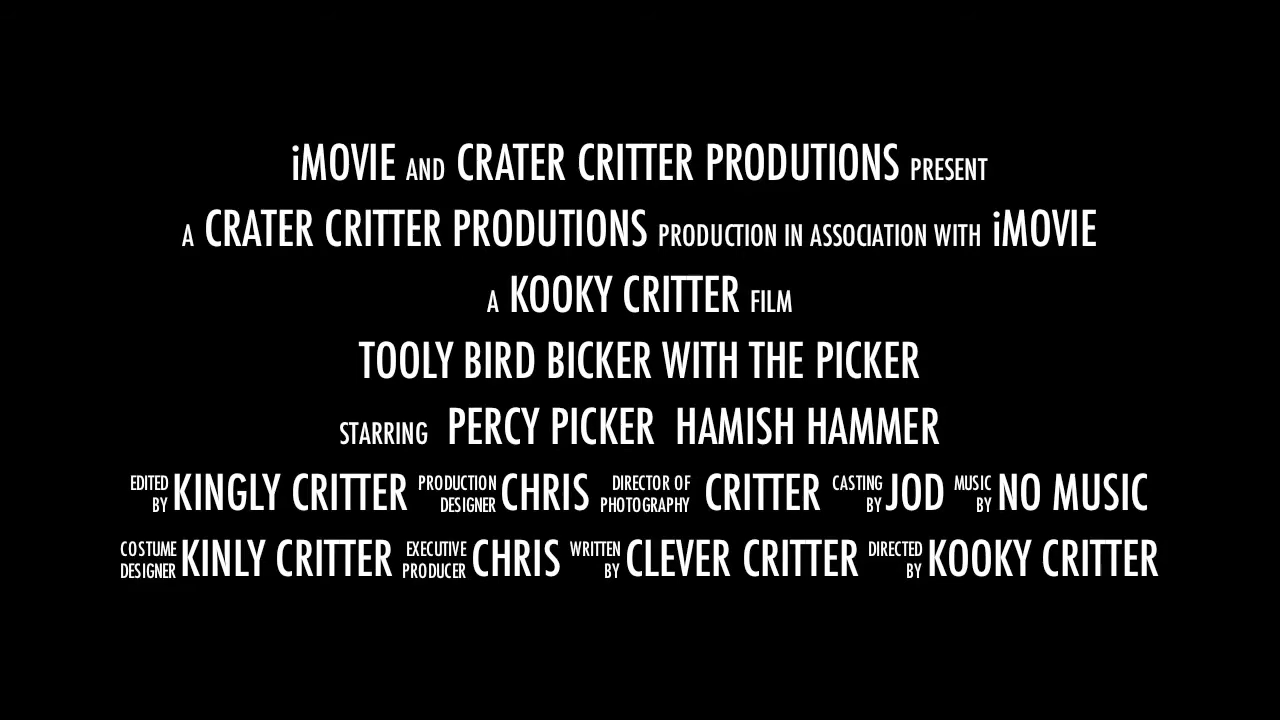 iMOVIE AND CRATER CRITTER PRODUTIONS PRESENT
A CRATER CRITTER PRODUTIONS PRODUCTION IN ASSOCIATION WITH iMOVIE
A KOOKY CRITTER FILM
TOOLY BIRD BICKER WITH THE PICKER
STARRING PERCY PICKER HAMISH HAMMER
EDITED BY KINGLY CRITTER PRODUCTION DESIGNER CHRIS DIRECTOR OF PHOTOGRAPHY CRITTER CASTING BY JOD MUSIC BY NO MUSIC
COSTUME DESIGNER KINLY CRITTER EXECUTIVE PRODUCER CHRIS WRITTEN BY CLEVER CRITTER DIRECTED BY KOOKY CRITTER